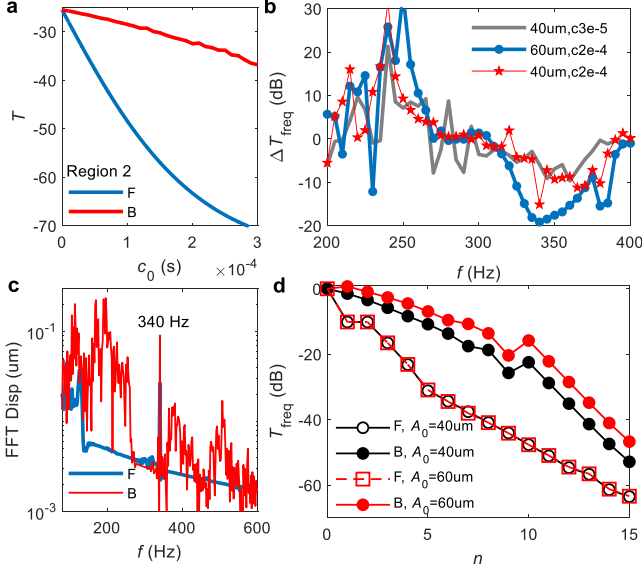 a
-30
-40
-50
-60
-70
T
Region 2
F
B
0
1
2
3
c0 (s)
×10-4
b
30
20
10
0
-10
-20
Δ Tfreq (dB)
40um,c3e-5
60um,c2e-4
40um,c2e-4
200
250
300
350
400
f (Hz)
c
10-1
10-3
FFT Disp (um)
340 Hz
F
B
200
400
600
f (Hz)
d
0
-20
-40
-60
Tfreq (dB)
F, A0=40um
B, A0=40um
F, A0=60um
B, A0=60um
0
5
10
15
n